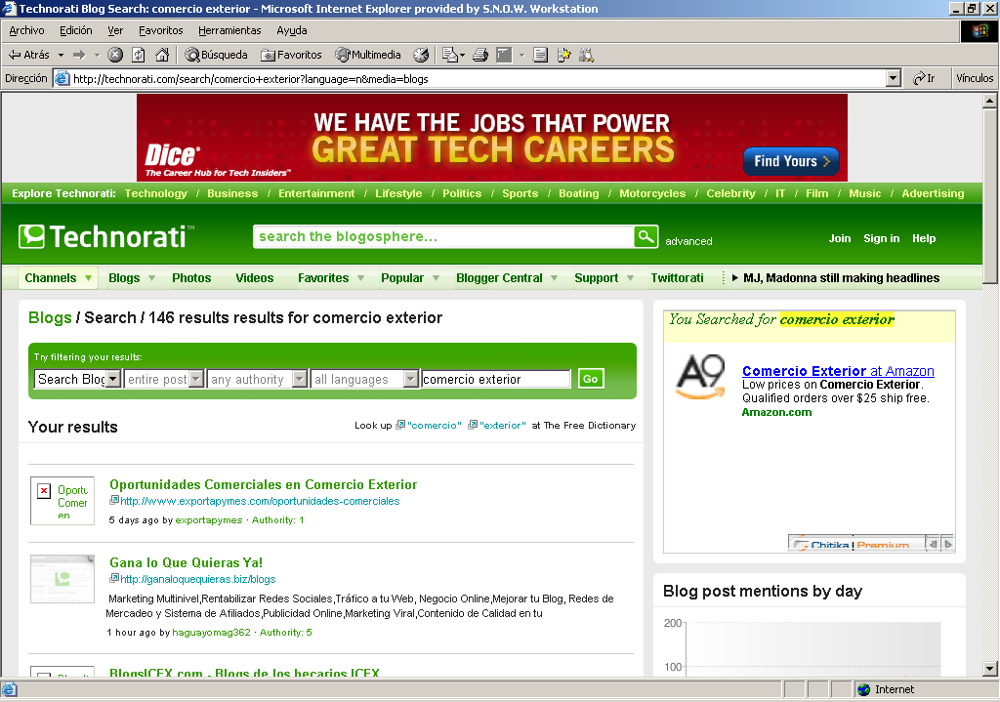 Technorati Blog Search: comercio exterior - Microsoft Internet Explorer provided by S.N.O.W. Workstation
Archivo Edición Ver Favoritos Herramientas Ayuda
Atrás Búsqueda Favoritos Multimedia
Dirección http://technorati.com/search/comercio+exterior?language=n&media=blogs Ir Vínculos
WE HAVE THE JOBS THAT POWER
GREAT TECH CAREERS
Dice®
The Career Hub for Tech Insiders™
Find Yours >
Explore Technorati: Technology / Business / Entertainment / Lifestyle / Politics / Sports / Boating / Motorcycles / Celebrity / IT / Film / Music / Advertising
Technorati™ search the blogosphere... advanced Join Sign in Help
Channels Blogs Photos Videos Favorites Popular Blogger Central Support Twittorati MJ, Madonna still making headlines
Blogs / Search / 146 results results for comercio exterior
Try filtering your results:
Search Blog entire post any authority all languages comercio exterior Go
Your results Look up "comercio" "exterior" at The Free Dictionary
Oportu
Comer
en
Oportunidades Comerciales en Comercio Exterior
http://www.exportapymes.com/oportunidades-comerciales
5 days ago by exportapymes · Authority: 1
Gana lo Que Quieras Ya!
http://ganaloquequieras.biz/blogs
Marketing Multinivel,Rentabilizar Redes Sociales,Tráfico a tu Web, Negocio Online,Mejorar tu Blog, Redes de
Mercadeo y Sistema de Afiliados,Publicidad Online,Marketing Viral,Contenido de Calidad en tu
1 hour ago by haguayomag362 · Authority: 5
BlogsICEX.com - Blogs de los becarios ICEX
You Searched for comercio exterior
A9
Comercio Exterior at Amazon
Low prices on Comercio Exterior.
Qualified orders over $25 ship free.
Amazon.com
Chitika | Premium
Blog post mentions by day
200
100
Internet